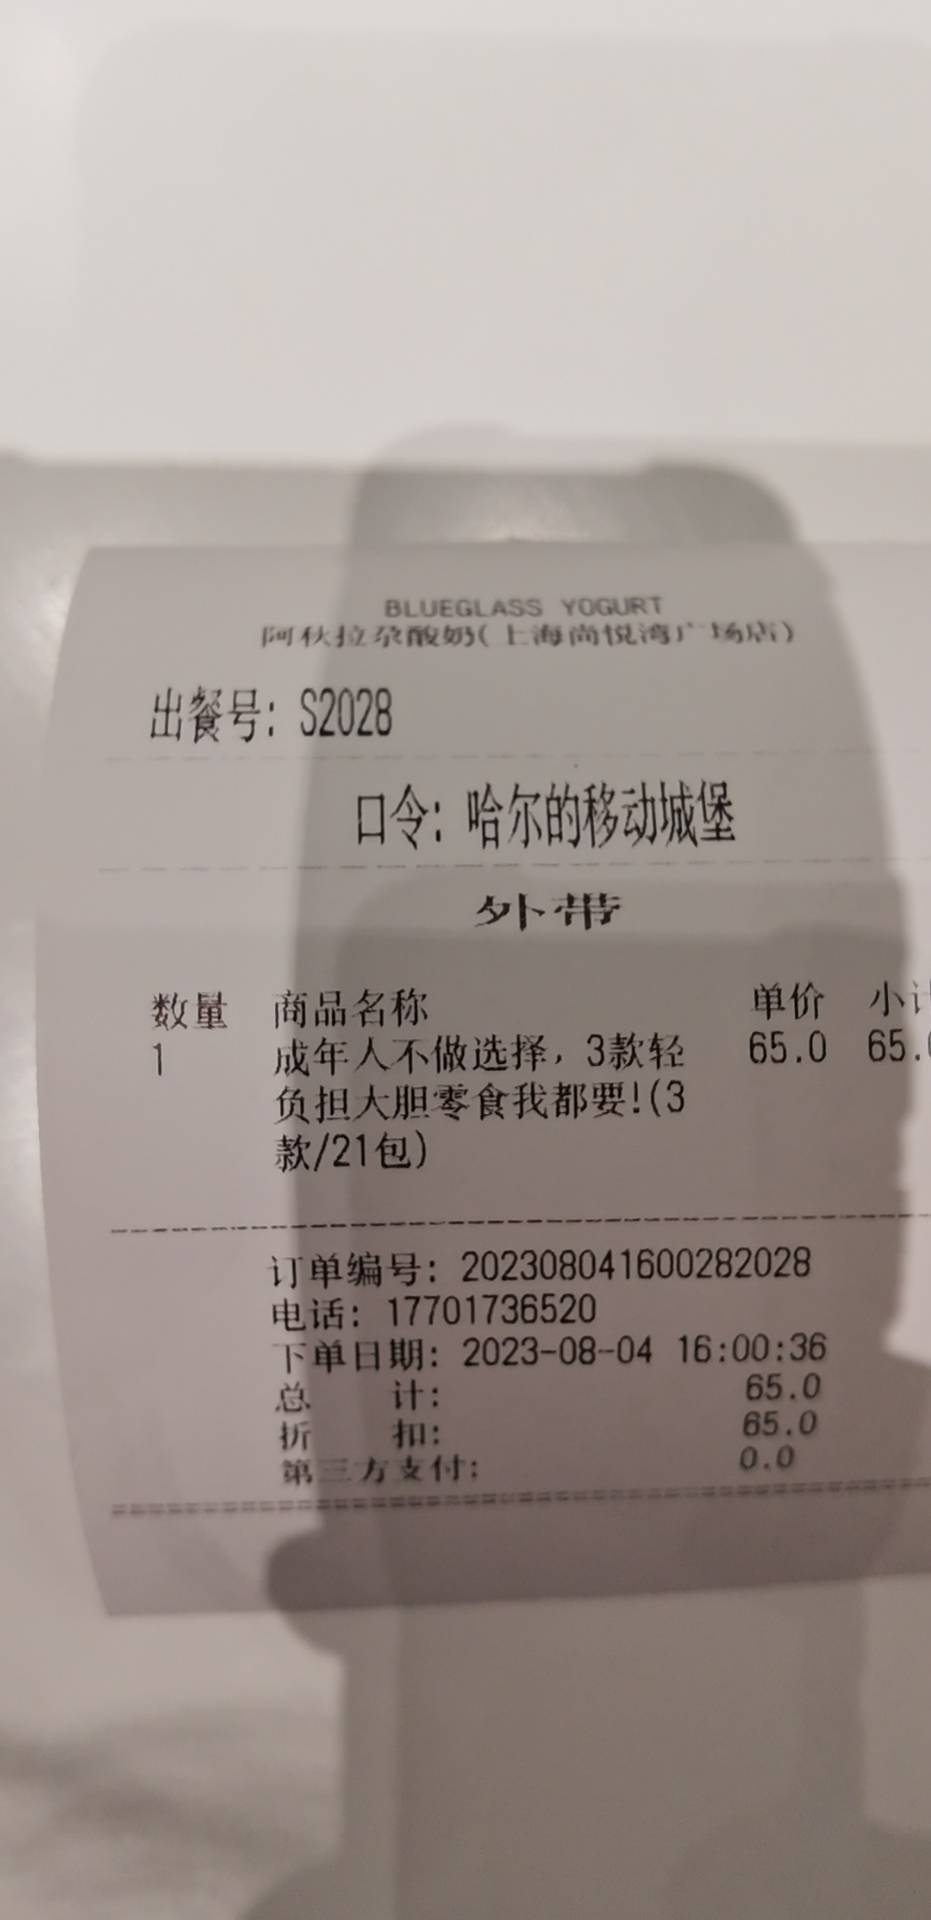 BLUEGLASS YOGURT
阿秋拉尕酸奶(上海尚悦湾广场店)
出餐号: S2028
口令: 哈尔的移动城堡
外带
数量 商品名称 单价 小计
1 成年人不做选择，3款轻 65.0 65.0
负担大胆零食我都要!(3
款/21包)
订单编号: 202308041600282028
电话: 17701736520
下单日期: 2023-08-04 16:00:36
总 计: 65.0
折 扣: 65.0
第三方支付: 0.0